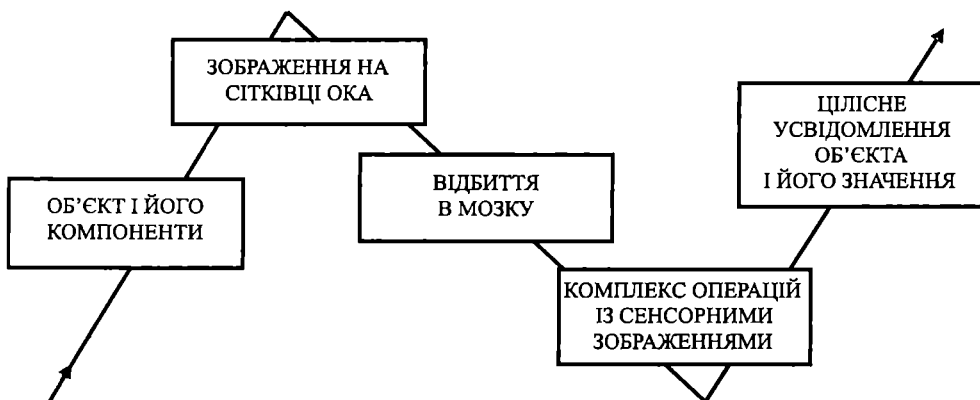 ОБ’ЄКТ І ЙОГО
КОМПОНЕНТИ
ЗОБРАЖЕННЯ НА
СІТКІВЦІ ОКА
ВІДБИТТЯ
В МОЗКУ
КОМПЛЕКС ОПЕРАЦІЙ
ІЗ СЕНСОРНИМИ
ЗОБРАЖЕННЯМИ
ЦІЛІСНЕ
УСВІДОМЛЕННЯ
ОБ’ЄКТА
І ЙОГО ЗНАЧЕННЯ